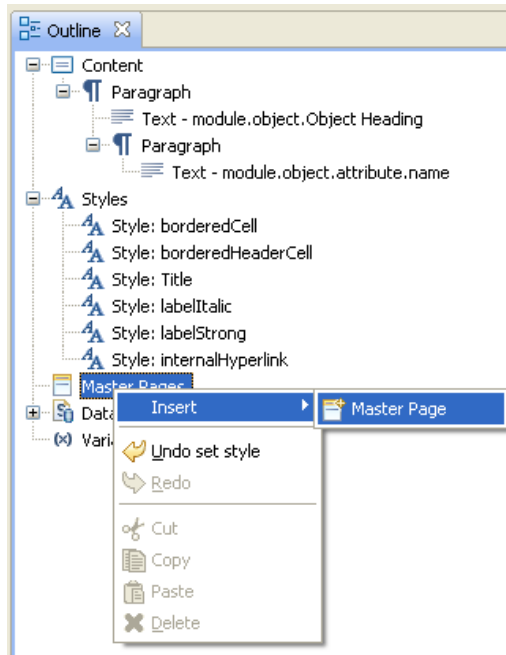 Outline
Content
Paragraph
Text - module.object.Object Heading
Paragraph
Text - module.object.attribute.name
Styles
Style: borderedCell
Style: borderedHeaderCell
Style: Title
Style: labelItalic
Style: labelStrong
Style: internalHyperlink
Master Pages
Insert
Master Page
Data
(x) Varia
Undo set style
Redo
Cut
Copy
Paste
Delete